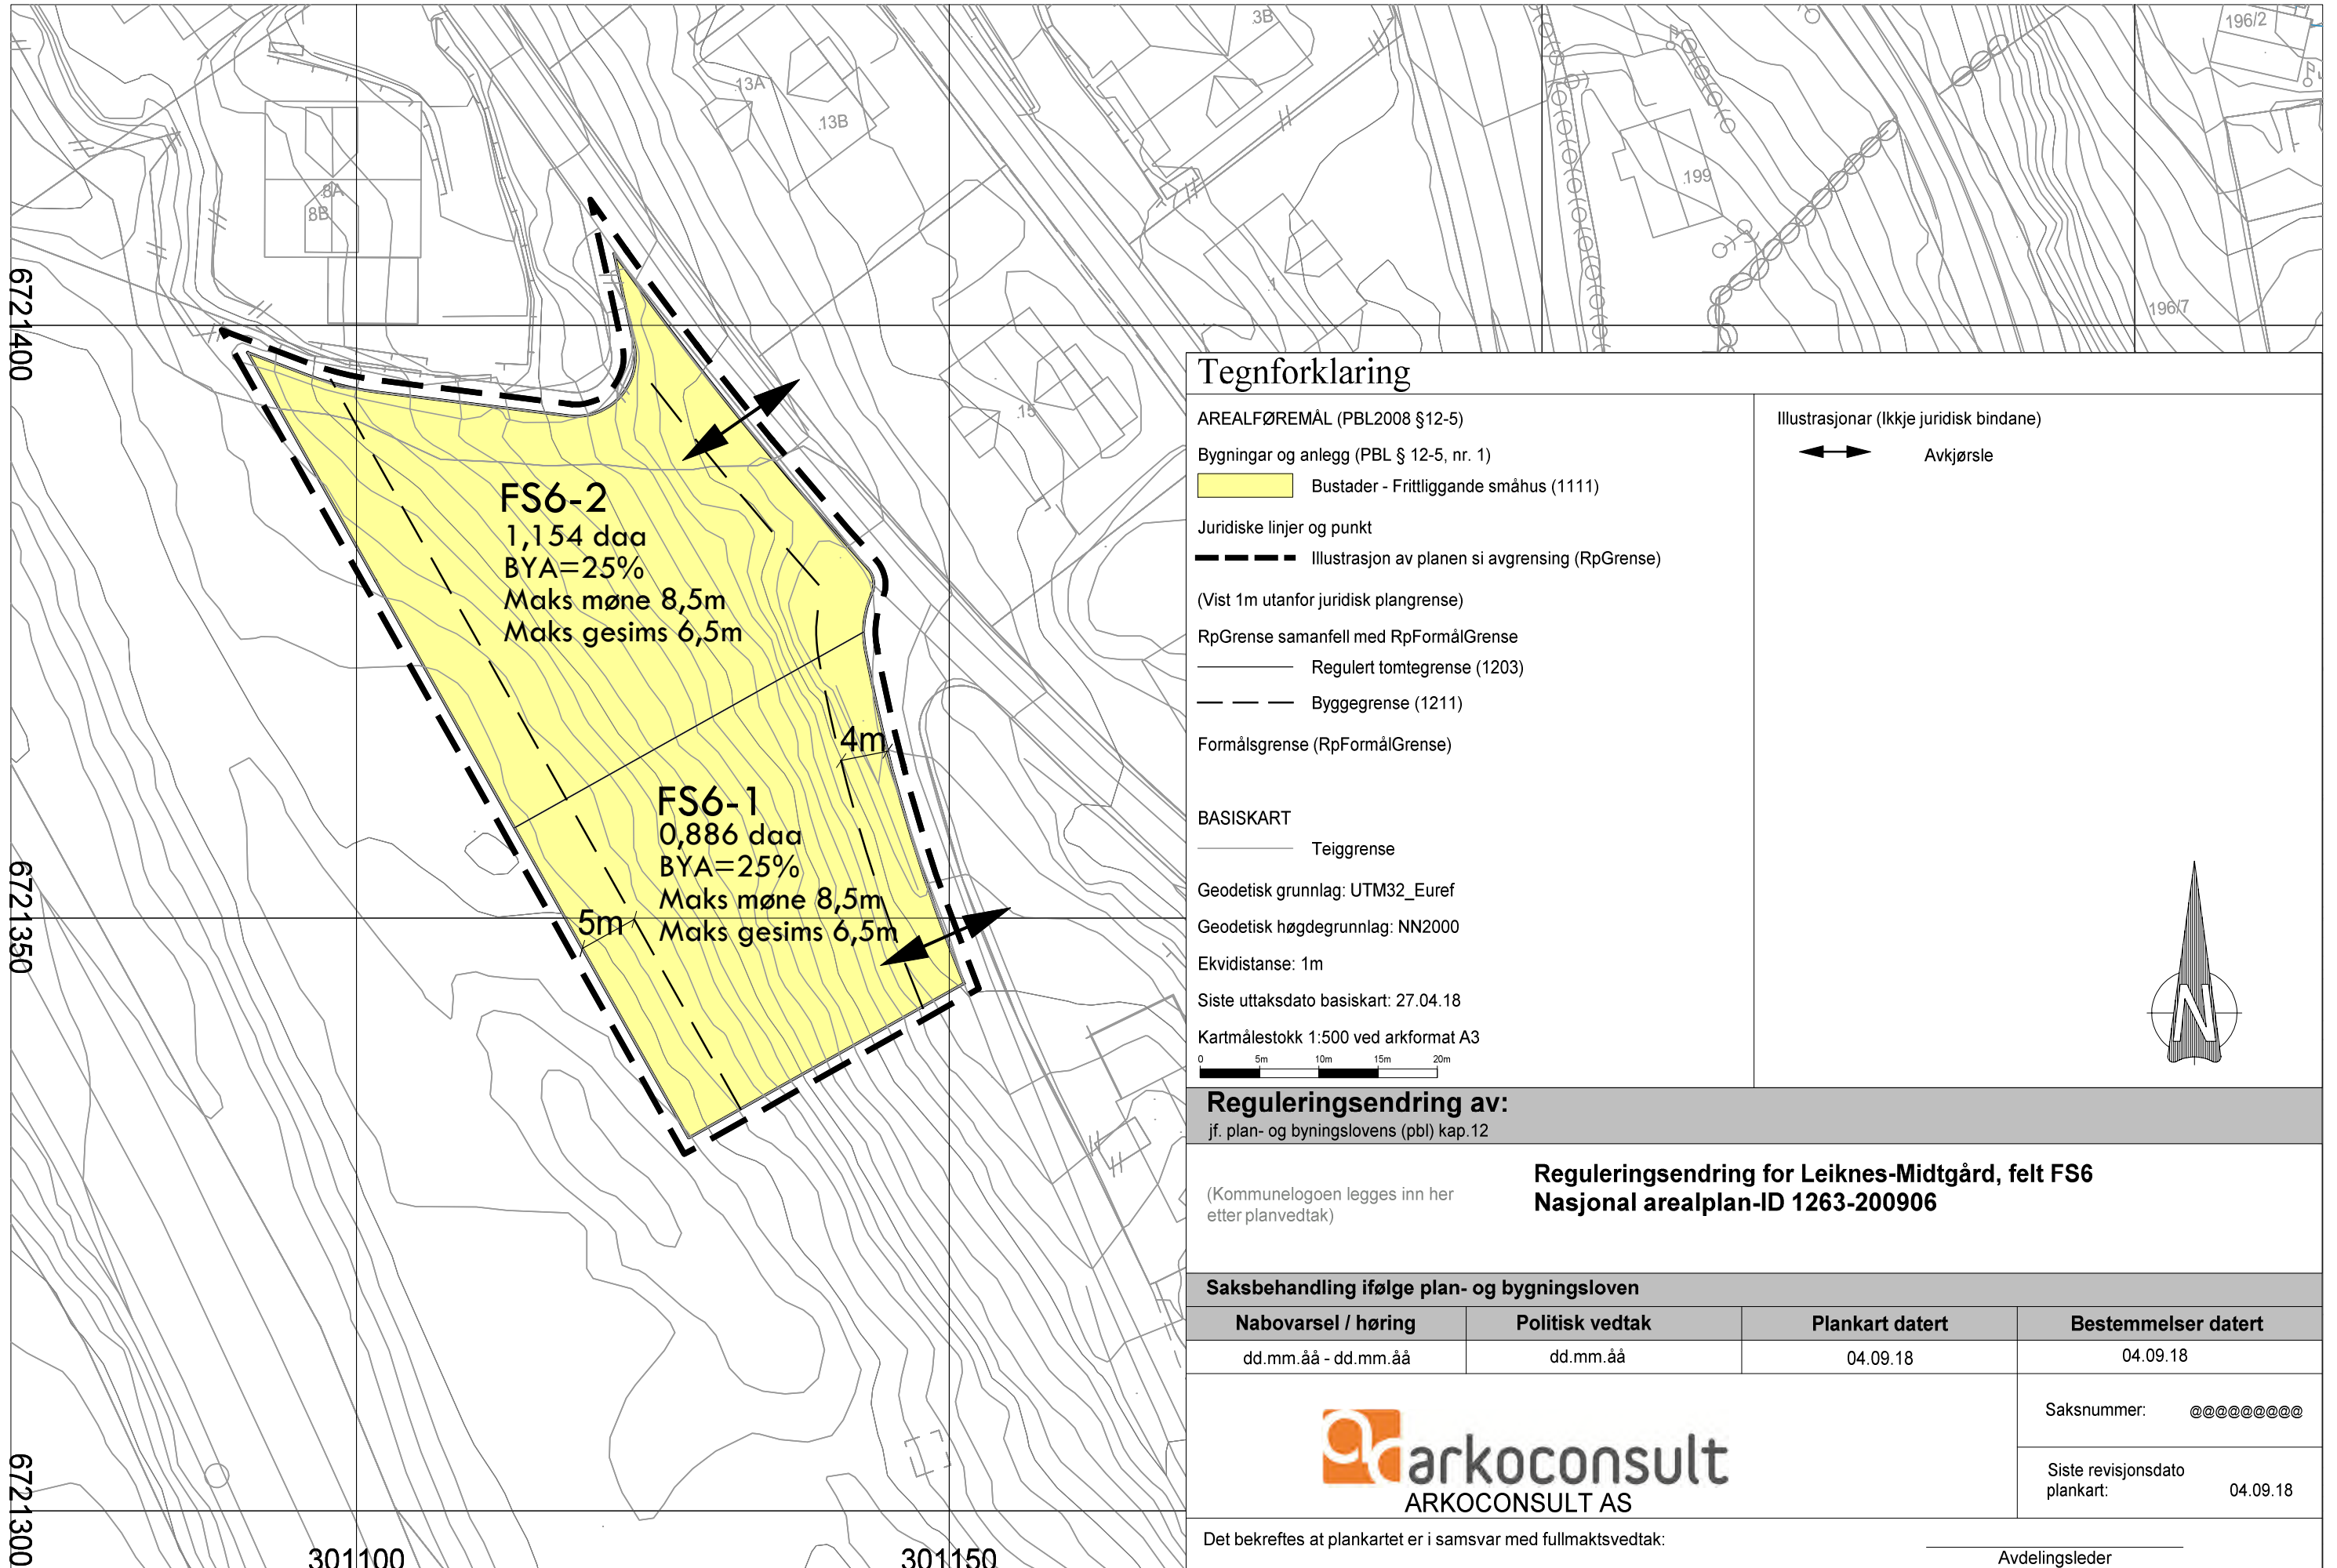 3B
196/2
13A
13B
8A
8B
199
1
196/7
15
6721400
6721350
6721300
301100
301150
FS6-2
1,154 daa
BYA=25%
Maks møne 8,5m
Maks gesims 6,5m
4m
FS6-1
0,886 daa
BYA=25%
Maks møne 8,5m
Maks gesims 6,5m
5m
Tegnforklaring
AREALFØREMÅL (PBL2008 §12-5)
Bygningar og anlegg (PBL § 12-5, nr. 1)
Bustader - Frittliggande småhus (1111)
Juridiske linjer og punkt
Illustrasjon av planen si avgrensing (RpGrense)
(Vist 1m utanfor juridisk plangrense)
RpGrense samanfell med RpFormålGrense
Regulert tomtegrense (1203)
Byggegrense (1211)
Formålsgrense (RpFormålGrense)
BASISKART
Teiggrense
Geodetisk grunnlag: UTM32_Euref
Geodetisk høgdegrunnlag: NN2000
Ekvidistanse: 1m
Siste uttaksdato basiskart: 27.04.18
Kartmålestokk 1:500 ved arkformat A3
0 5m 10m 15m 20m
Illustrasjonar (Ikkje juridisk bindane)
Avkjørsle
N
Reguleringsendring av:
jf. plan- og byningslovens (pbl) kap.12
(Kommunelogoen legges inn her
etter planvedtak)
Reguleringsendring for Leiknes-Midtgård, felt FS6
Nasjonal arealplan-ID 1263-200906
Saksbehandling ifølge plan- og bygningsloven
Nabovarsel / høring Politisk vedtak Plankart datert Bestemmelser datert
dd.mm.åå - dd.mm.åå dd.mm.åå 04.09.18 04.09.18
arkoconsult
ARKOCONSULT AS
Saksnummer: @@@@@@@@@
Siste revisjonsdato
plankart: 04.09.18
Det bekreftes at plankartet er i samsvar med fullmaktsvedtak:
Avdelingsleder